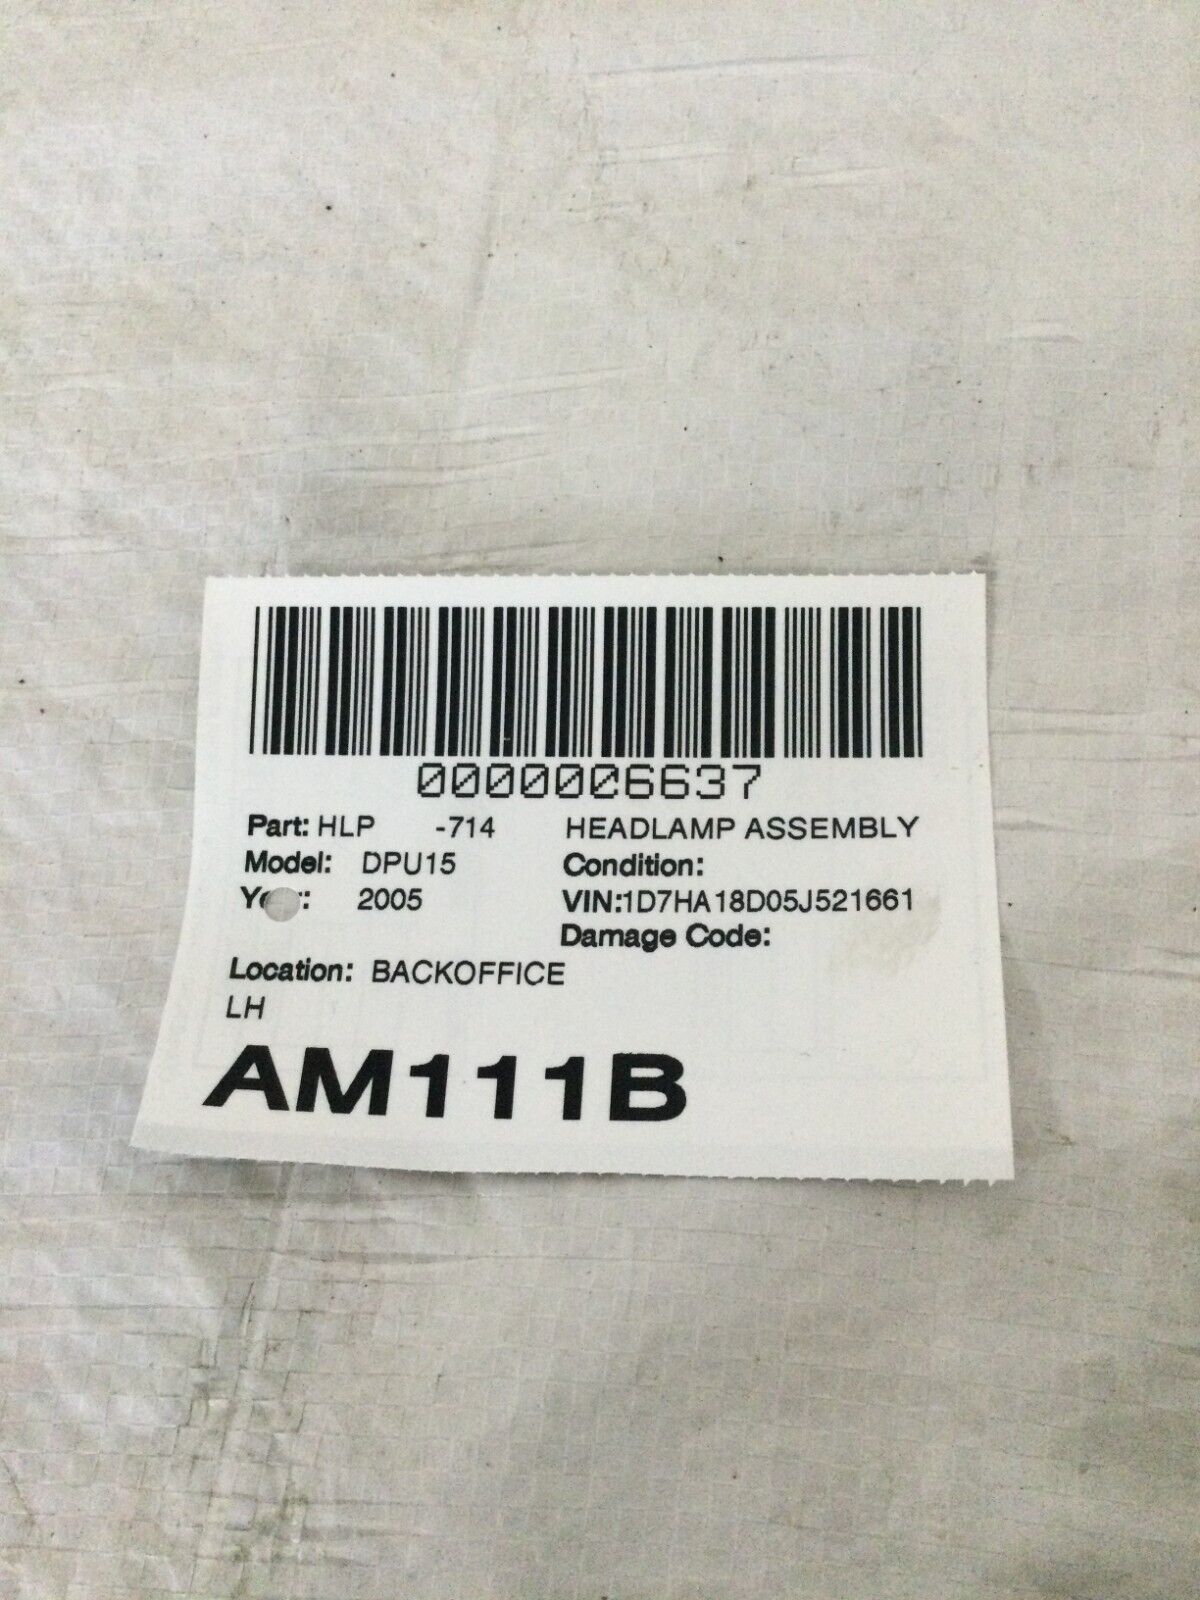 0000006637
Part: HLP -714 HEADLAMP ASSEMBLY
Model: DPU15 Condition:
2005 VIN:1D7HA18D05J521661
Damage Code:
Location: BACKOFFICE
LH
AM111B